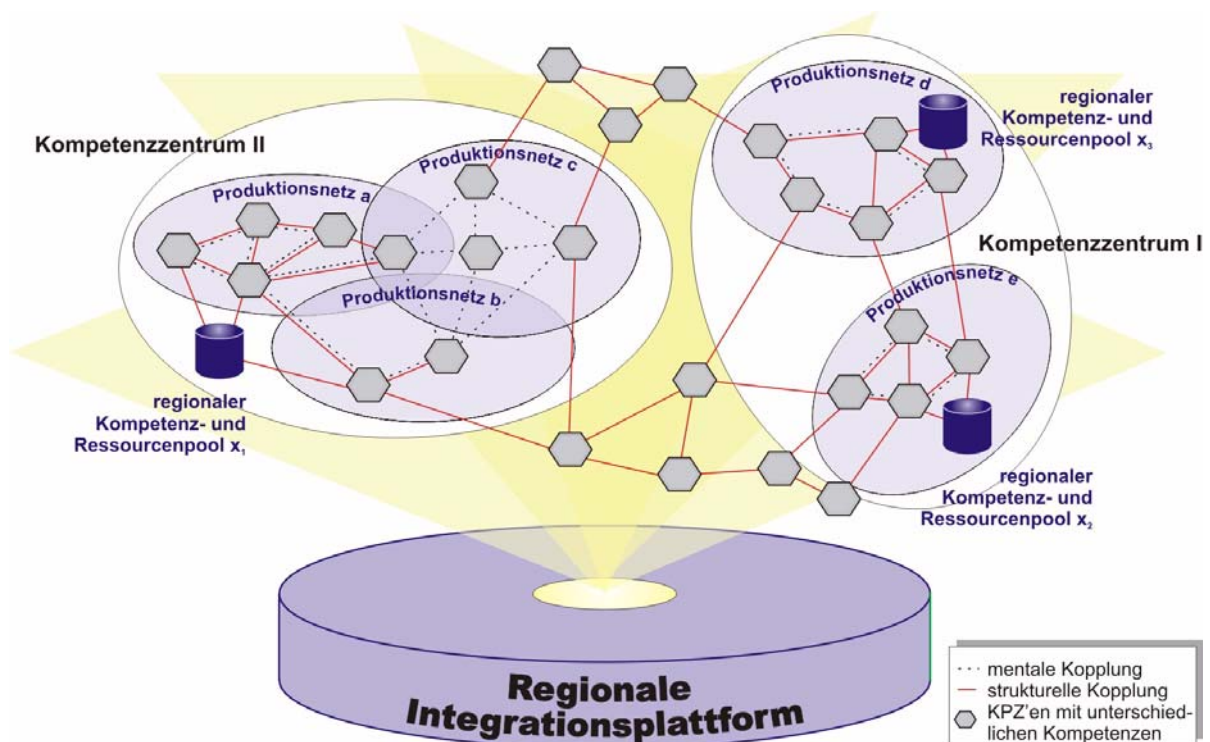 Produktionsnetz d
regionaler
Kompetenz- und
Ressourcenpool x₃
Kompetenzzentrum II
Produktionsnetz c
Produktionsnetz a
Kompetenzzentrum I
Produktionsnetz b
Produktionsnetz e
regionaler
Kompetenz- und
Ressourcenpool x₁
regionaler
Kompetenz- und
Ressourcenpool x₂
Regionale
Integrationsplattform
mentale Kopplung
strukturelle Kopplung
KPZ'en mit unterschied-
lichen Kompetenzen